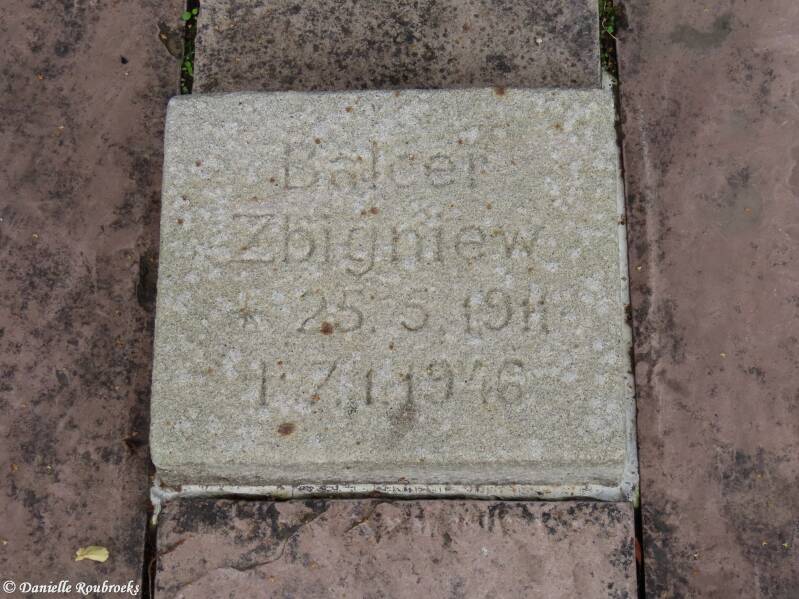 Balcer
Zbigniew
* 25. 5. 1911
† 7. 1. 1946
© Danielle Roubroeks